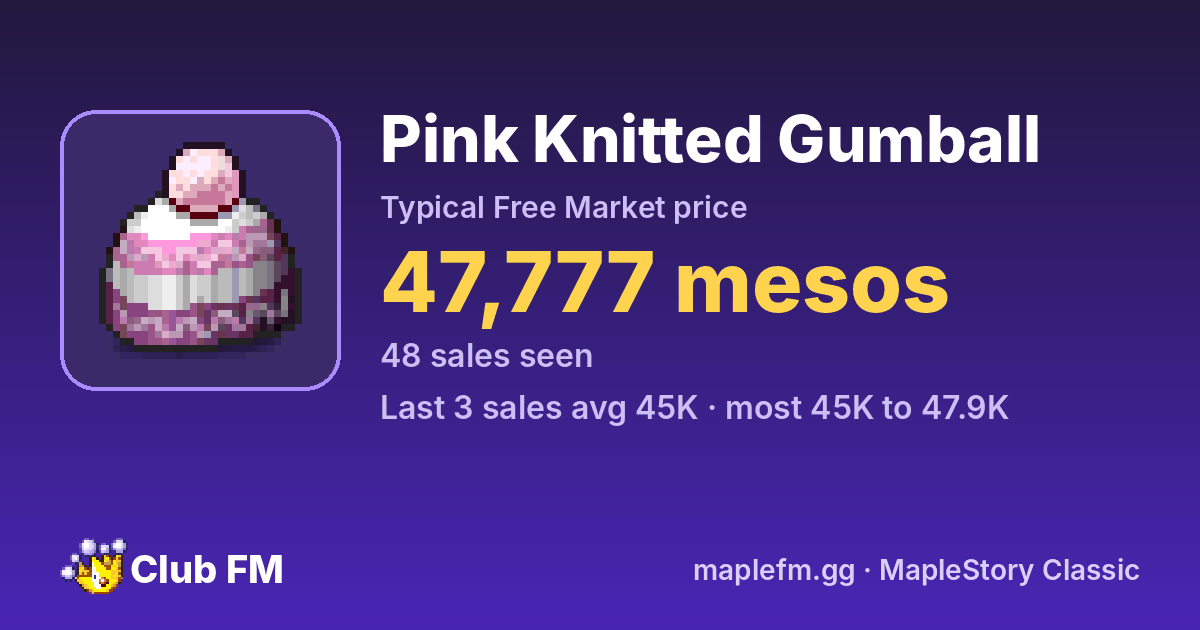 Pink Knitted Gumball
Typical Free Market price
47,777 mesos
48 sales seen
Last 3 sales avg 45K · most 45K to 47.9K
Club FM
maplefm.gg · MapleStory Classic